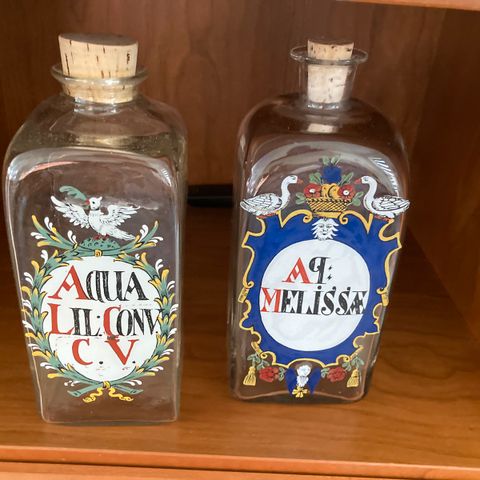 AQUA
LIL: CONV.
C. V.
Aq:
MELISSÆ